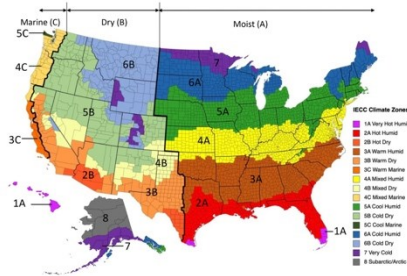 Marine (C) Dry (B) Moist (A)
5C
4C
6B
7
6A
5A
5B
4A
3C
4B
3A
2B
3B
2A
1A
1A
8
7
IECC Climate Zones
1A Very Hot Humid
2A Hot Humid
2B Hot Dry
3A Warm Humid
3B Warm Dry
3C Warm Marine
4A Mixed Humid
4B Mixed Dry
4C Mixed Marine
5A Cool Humid
5B Cool Dry
5C Cool Marine
6A Cold Humid
6B Cold Dry
7 Very Cold
8 Subarctic/Arctic